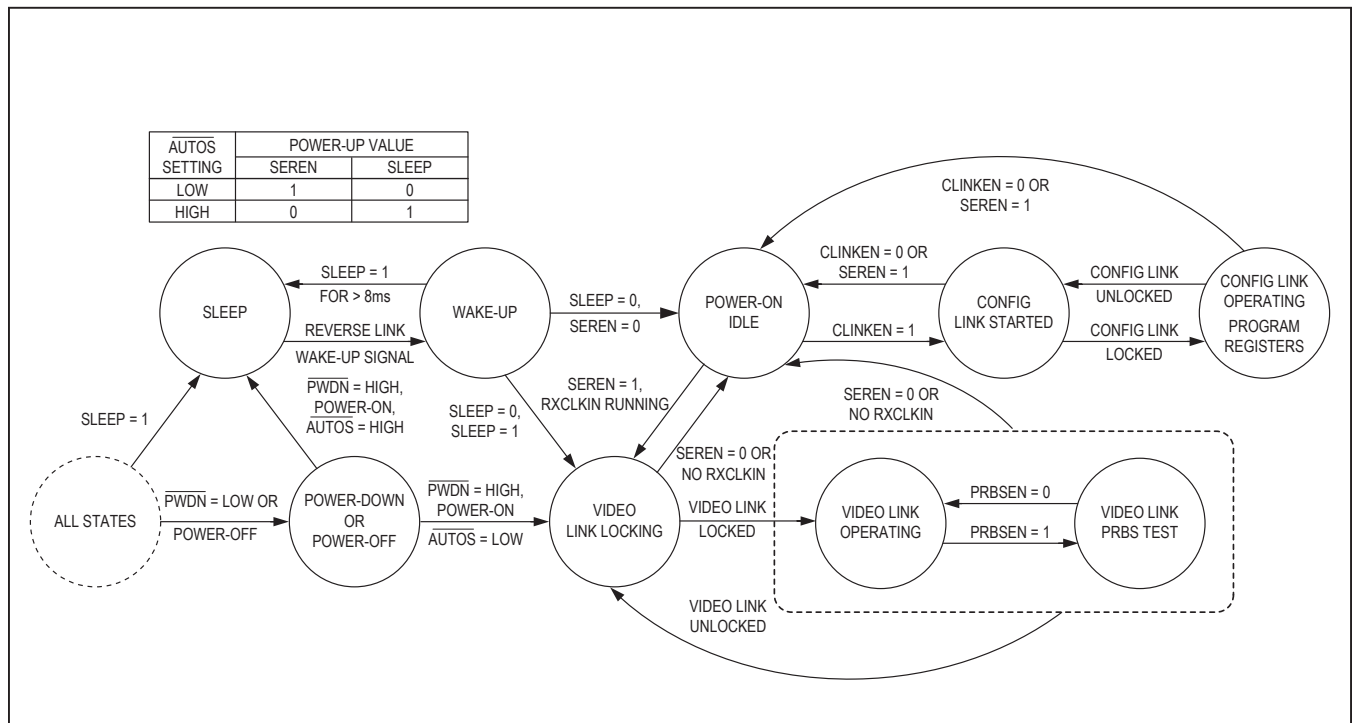 AUTOS
SETTING
POWER-UP VALUE
SEREN SLEEP
LOW 1 0
HIGH 0 1
CLINKEN = 0 OR
SEREN = 1
SLEEP
SLEEP = 1
FOR > 8ms
REVERSE LINK
WAKE-UP SIGNAL
WAKE-UP
SLEEP = 0,
SEREN = 0
POWER-ON
IDLE
CLINKEN = 0 OR
SEREN = 1
CLINKEN = 1
CONFIG
LINK STARTED
CONFIG LINK
UNLOCKED
CONFIG LINK
LOCKED
CONFIG LINK
OPERATING
PROGRAM
REGISTERS
SLEEP = 1
PWDN = HIGH,
POWER-ON,
AUTOS = HIGH
SLEEP = 0,
SLEEP = 1
SEREN = 1,
RXCLKIN RUNNING
SEREN = 0 OR
NO RXCLKIN
SEREN = 0 OR
NO RXCLKIN
ALL STATES
PWDN = LOW OR
POWER-OFF
POWER-DOWN
OR
POWER-OFF
PWDN = HIGH,
POWER-ON
AUTOS = LOW
VIDEO
LINK LOCKING
VIDEO LINK
LOCKED
VIDEO LINK
OPERATING
PRBSEN = 0
PRBSEN = 1
VIDEO LINK
PRBS TEST
VIDEO LINK
UNLOCKED